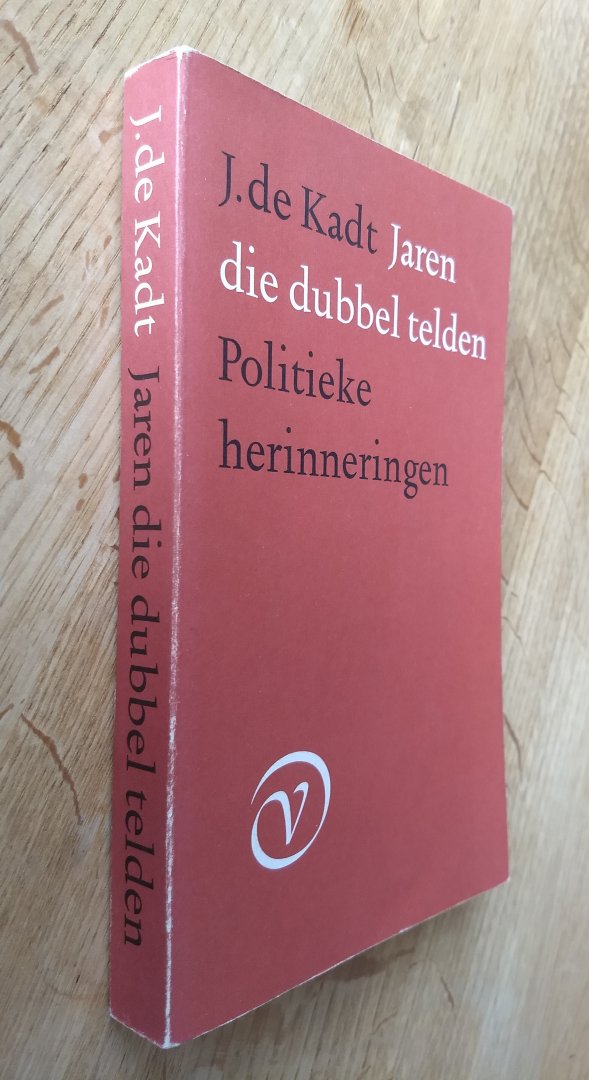 J. de Kadt Jaren
die dubbel telden
Politieke
herinneringen
V
J. de Kadt Jaren die dubbel telden